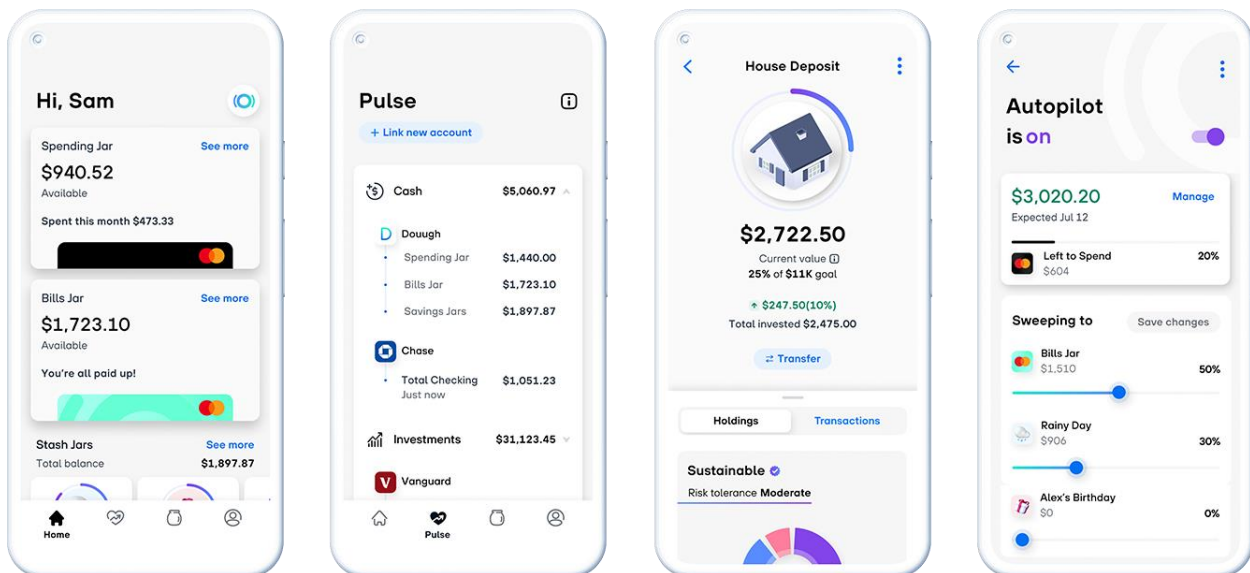 Hi, Sam
Spending Jar See more
$940.52
Available
Spent this month $473.33
Bills Jar See more
$1,723.10
Available
You're all paid up!
Stash Jars See more
Total balance $1,897.87
Home
Pulse
+ Link new account
Cash $5,060.97
Douugh
Spending Jar $1,440.00
Bills Jar $1,723.10
Savings Jars $1,897.87
Chase
Total Checking $1,051.23
Just now
Investments $31,123.45
Vanguard
Pulse
House Deposit
$2,722.50
Current value
25% of $11K goal
$247.50(10%)
Total invested $2,475.00
Transfer
Holdings Transactions
Sustainable
Risk tolerance Moderate
Autopilot
is on
$3,020.20 Manage
Expected Jul 12
Left to Spend 20%
$604
Sweeping to Save changes
Bills Jar
$1,510 50%
Rainy Day
$906 30%
Alex's Birthday
$0 0%